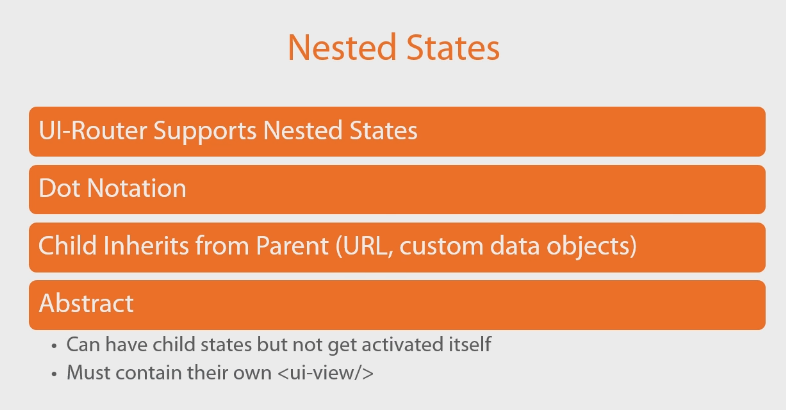 Nested States
UI-Router Supports Nested States
Dot Notation
Child Inherits from Parent (URL, custom data objects)
Abstract
• Can have child states but not get activated itself
• Must contain their own <ui-view/>